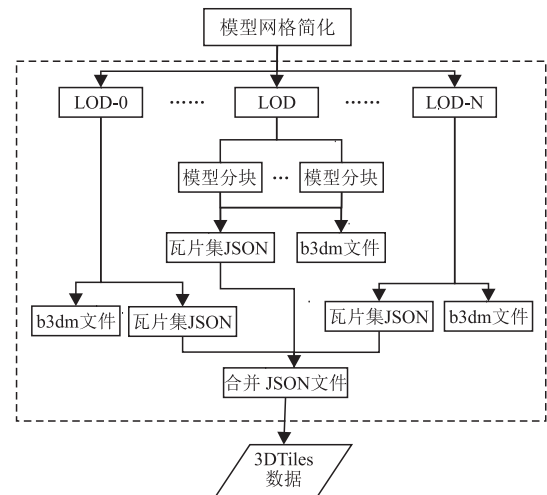 模型网格简化
LOD-0 …… LOD …… LOD-N
模型分块 … 模型分块
瓦片集JSON b3dm文件
b3dm文件 瓦片集JSON 瓦片集JSON b3dm文件
合并 JSON文件
3DTiles
数据